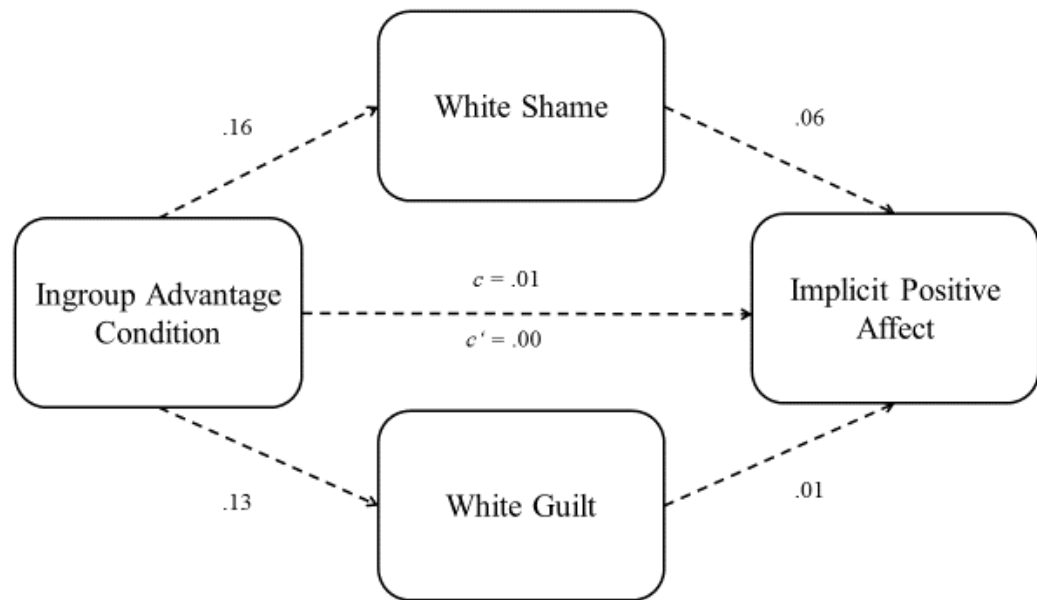 White Shame
.16
.06
Ingroup Advantage
Condition
c = .01
c‘ = .00
Implicit Positive
Affect
.13
White Guilt
.01